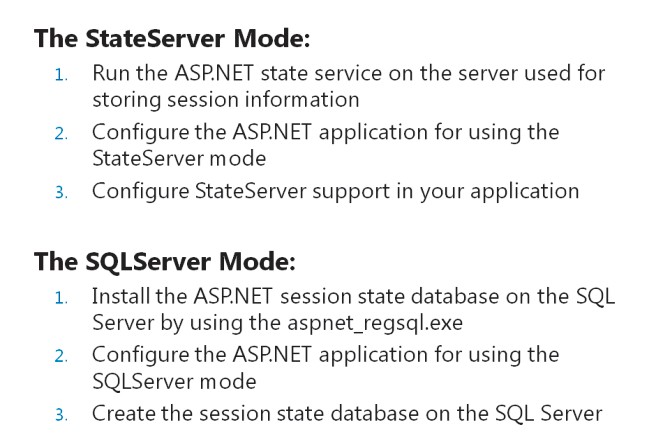 The StateServer Mode:
1. Run the ASP.NET state service on the server used for
storing session information
2. Configure the ASP.NET application for using the
StateServer mode
3. Configure StateServer support in your application
The SQLServer Mode:
1. Install the ASP.NET session state database on the SQL
Server by using the aspnet_regsql.exe
2. Configure the ASP.NET application for using the
SQLServer mode
3. Create the session state database on the SQL Server